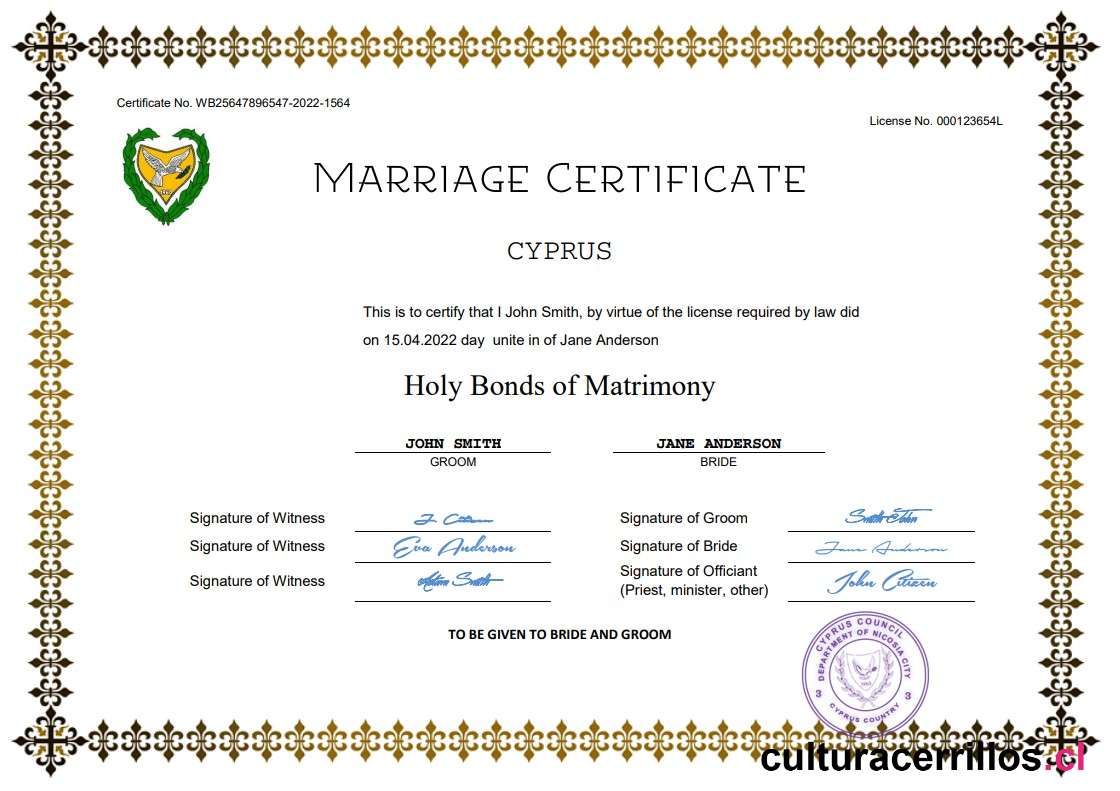 Certificate No. WB25647896547-2022-1564
License No. 000123654L
MARRIAGE CERTIFICATE
CYPRUS
This is to certify that I John Smith, by virtue of the license required by law did
on 15.04.2022 day unite in of Jane Anderson
Holy Bonds of Matrimony
JOHN SMITH
GROOM
JANE ANDERSON
BRIDE
Signature of Witness
Signature of Witness Eva Anderson
Signature of Witness
Signature of Groom Smith John
Signature of Bride Jane Anderson
Signature of Officiant John Citizen
(Priest, minister, other)
TO BE GIVEN TO BRIDE AND GROOM
CYPRUS COUNCIL
DEPARTMENT OF NICOSIA CITY
3 3
CYPRUS COUNTRY
culturacerrillos.cl